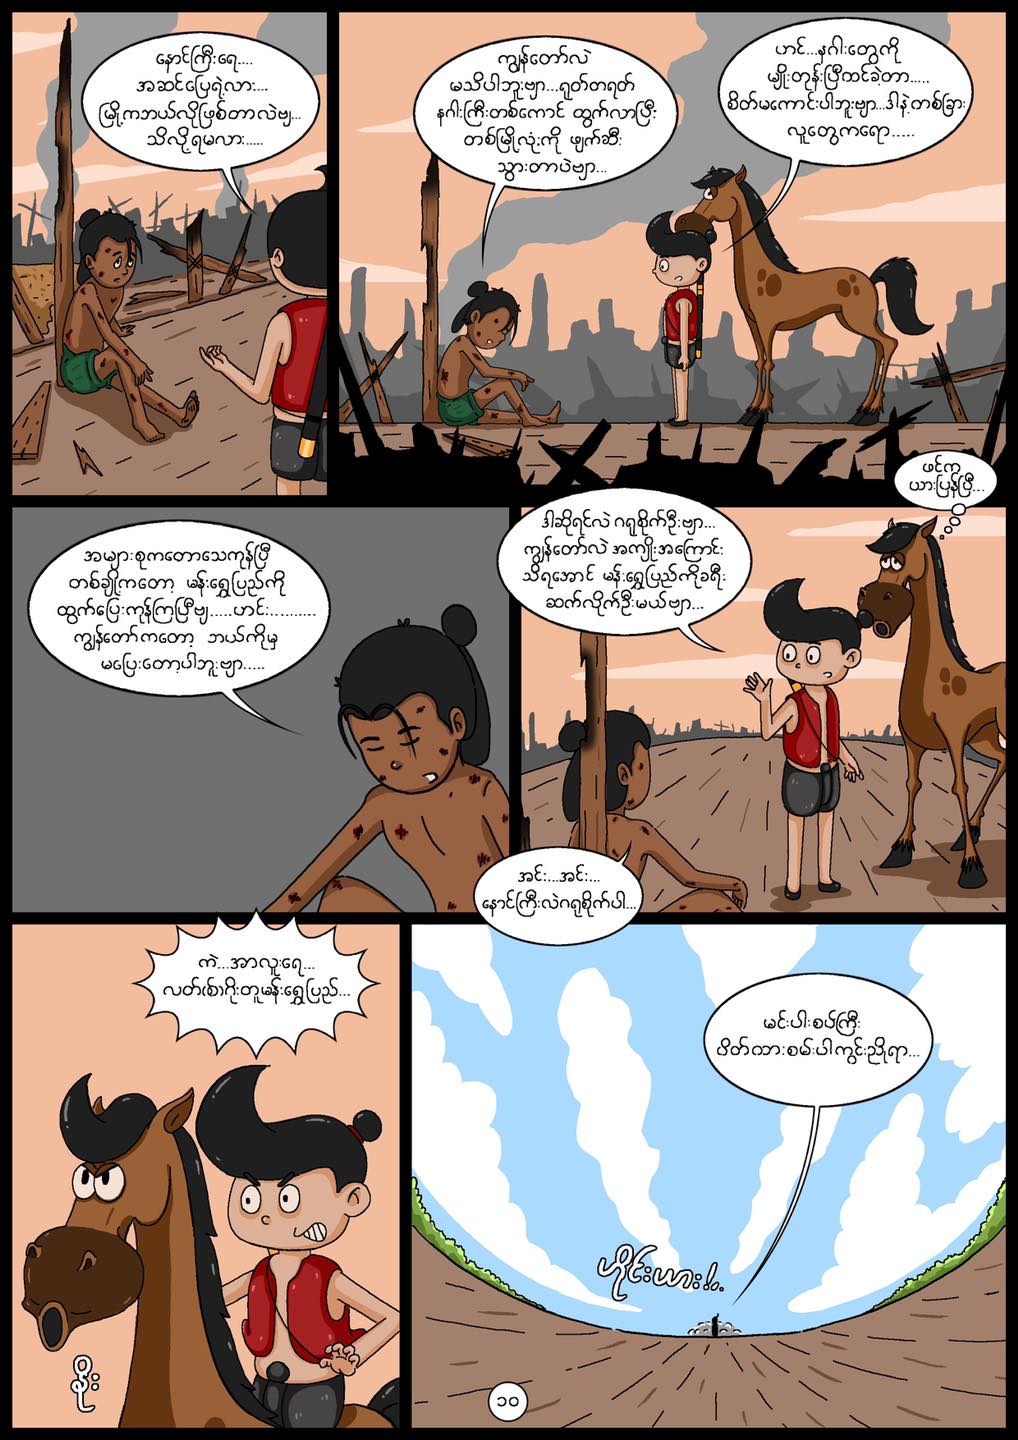 နောင်ကြီးရေ....
အဆင်ပြေရဲ့လား...
မြို့ကဘယ်လိုဖြစ်တာလဲဗျ...
သိလို့ရမလား.....
ကျွန်တော်လဲ
မသိပါဘူးဗျာ...ရုတ်တရတ်
နဂါးကြီးတစ်ကောင် ထွက်လာပြီး
တစ်မြို့လုံးကို ဖျက်ဆီး
သွားတာပဲဗျာ...
ဟင်...နဂါးတွေကို
မျိုးတုန်းပြီထင်ခဲ့တာ.....
စိတ်မကောင်းပါဘူးဗျာ..ဒါနဲ့တစ်ခြား
လူတွေကရော.....
အများစုကတောသေကုန်ပြီ
တစ်ချို့ကတော့ မန်းရွှေပြည်ကို
ထွက်ပြေးကုန်ကြပြီဗျ.....ဟင်း..........
ကျွန်တော်ကတော့ ဘယ်ကိုမှ
မပြေးတော့ပါဘူးဗျာ.....
ဖင်က
ယားပြန်ပြီ...
ဒါဆိုရင်လဲ ဂရုစိုက်ဦးဗျာ...
ကျွန်တော်လဲ အကျိုးအကြောင်း
သိရအောင် မန်းရွှေပြည်ကိုခရီး
ဆက်လိုက်ဦးမယ်ဗျာ...
အင်း...အင်း...
နောင်ကြီးလဲဂရုစိုက်ပါ...
ကဲ...အာလူးရေ...
လတ်စ်ဂိုးတူမန်းရွှေပြည်...
မင်းပါးစပ်ကြီး
ပိတ်ထားစမ်းပါကွင်းညိုရာ...
ဟိုင်းယား!..
နိုး
၁၀